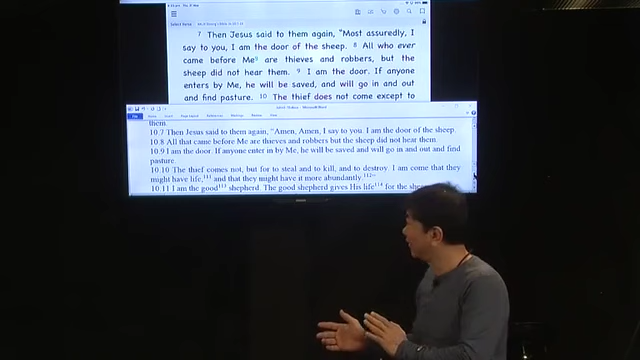 7 Then Jesus said to them again, "Most assuredly, I
say to you, I am the door of the sheep. 8 All who ever
came before Me are thieves and robbers, but the
sheep did not hear them. 9 I am the door. If anyone
enters by Me, he will be saved, and will go in and out
and find pasture. 10 The thief does not come except to
them.
10.7 Then Jesus said to them again, "Amen, Amen, I say to you. I am the door of the sheep.
10.8 All that came before Me are thieves and robbers but the sheep did not hear them.
10.9 I am the door. If anyone enter in by Me, he will be saved and will go in and out and find
pasture.
10.10 The thief comes not, but for to steal and to kill, and to destroy. I am come that they
might have life,111 and that they might have it more abundantly.112
10.11 I am the good113 shepherd. The good shepherd gives His life114 for the